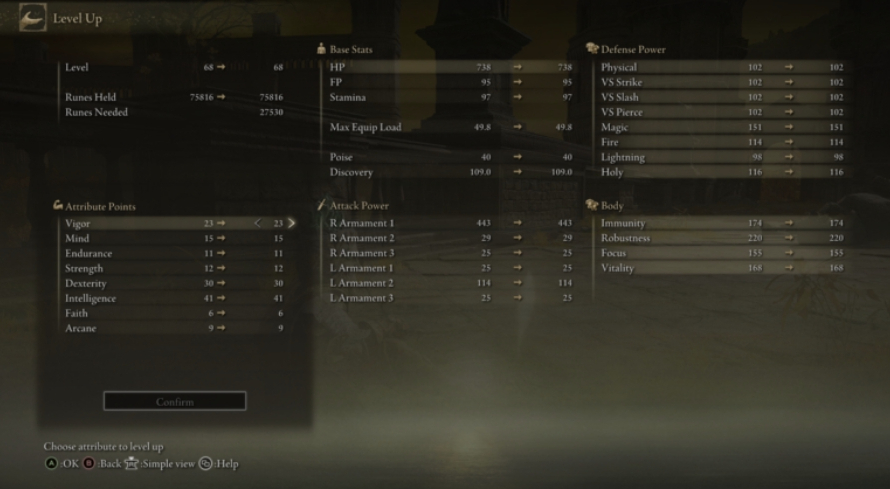 Level Up
Level 68 → 68
Runes Held 75816 → 75816
Runes Needed 27530
Attribute Points
Vigor 23 → < 23 >
Mind 15 → 15
Endurance 11 → 11
Strength 12 → 12
Dexterity 30 → 30
Intelligence 41 → 41
Faith 6 → 6
Arcane 9 → 9
Confirm
Base Stats
HP 738 → 738
FP 95 → 95
Stamina 97 → 97
Max Equip Load 49.8 → 49.8
Poise 40 → 40
Discovery 109.0 → 109.0
Attack Power
R Armament 1 443 → 443
R Armament 2 29 → 29
R Armament 3 25 → 25
L Armament 1 25 → 25
L Armament 2 114 → 114
L Armament 3 25 → 25
Defense Power
Physical 102 → 102
VS Strike 102 → 102
VS Slash 102 → 102
VS Pierce 102 → 102
Magic 151 → 151
Fire 114 → 114
Lightning 98 → 98
Holy 116 → 116
Body
Immunity 174 → 174
Robustness 220 → 220
Focus 155 → 155
Vitality 168 → 168
Choose attribute to level up
A :OK B :Back :Simple view :Help